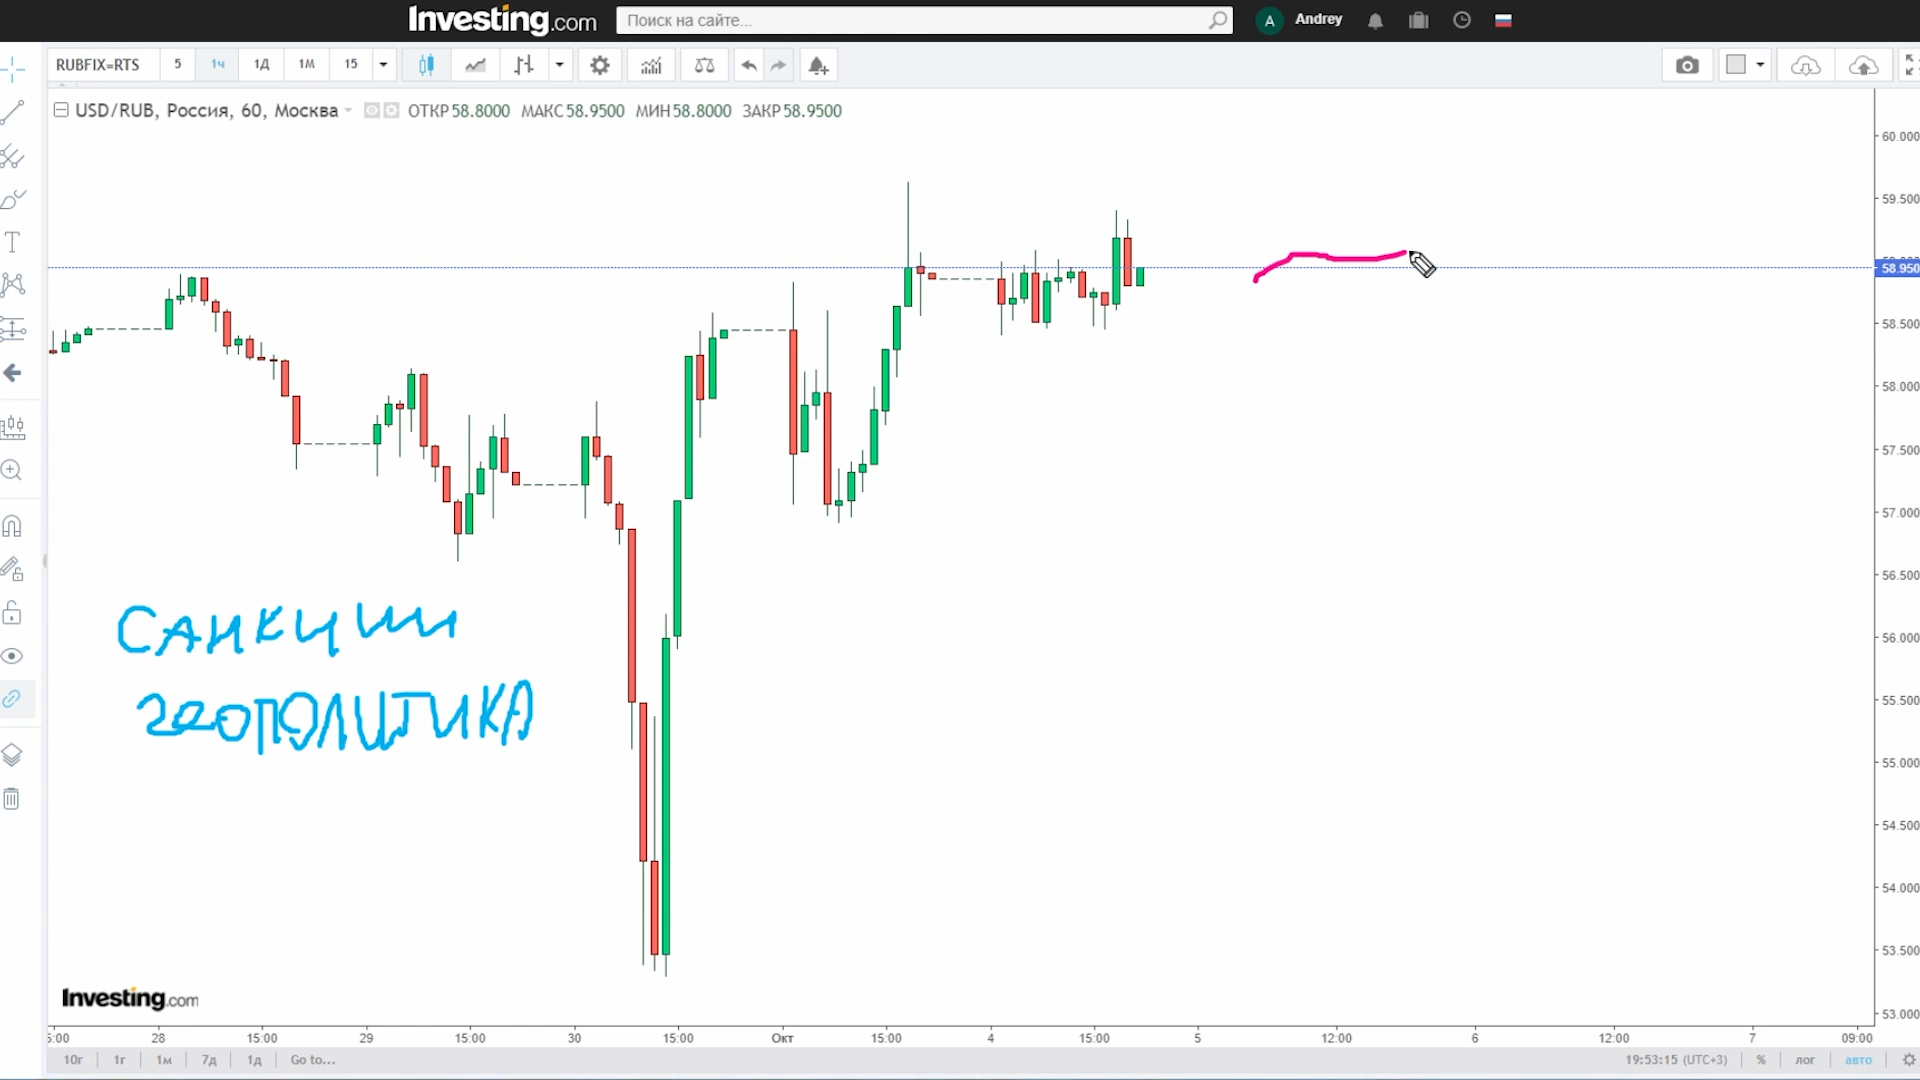 Investing.com
Поиск на сайте...
A Andrey
RUBFIX=RTS 5 1ч 1Д 1М 15
USD/RUB, Россия, 60, Москва ОТКР 58.8000 МАКС 58.9500 МИН 58.8000 ЗАКР 58.9500
60.000
59.500
58.950
58.500
58.000
57.500
57.000
56.500
56.000
55.500
55.000
54.500
54.000
53.500
53.000
САНКЦИИ
геополитика
Investing.com
28 15:00 29 15:00 30 15:00 Окт 15:00 4 15:00 5 12:00 6 12:00 7 09:00
10г 1г 1м 7д 1д Go to... 19:53:15 (UTC+3) % лог авто